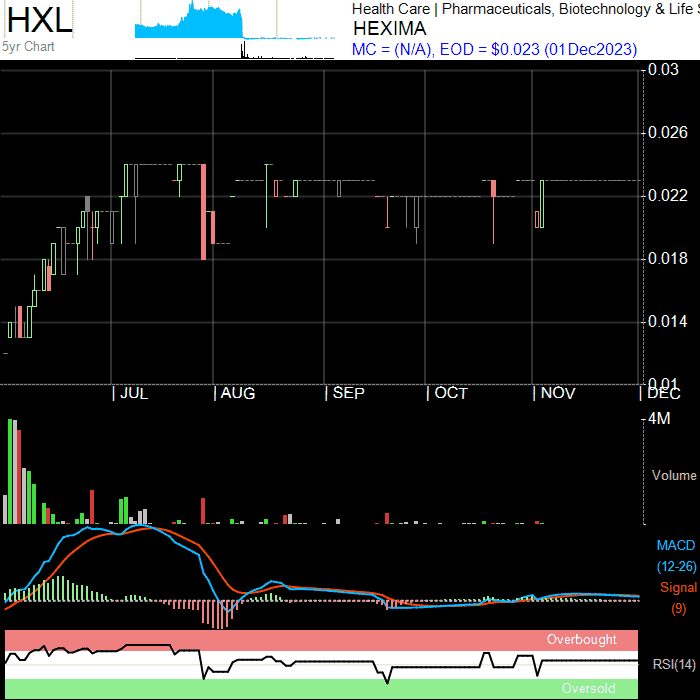 HXL
5yr Chart
Health Care | Pharmaceuticals, Biotechnology & Life S
HEXIMA
MC = (N/A), EOD = $0.023 (01Dec2023)
0.03
0.026
0.022
0.018
0.014
0.01
JUL AUG SEP OCT NOV DEC
4M
Volume
MACD
(12-26)
Signal
(9)
Overbought
RSI(14)
Oversold